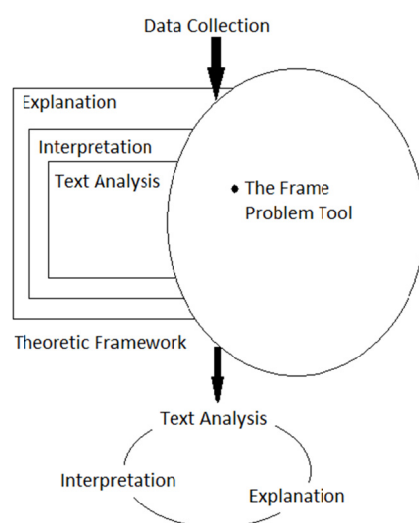 Data Collection
Explanation
Interpretation
Text Analysis
• The Frame
Problem Tool
Theoretic Framework
Text Analysis
Interpretation
Explanation